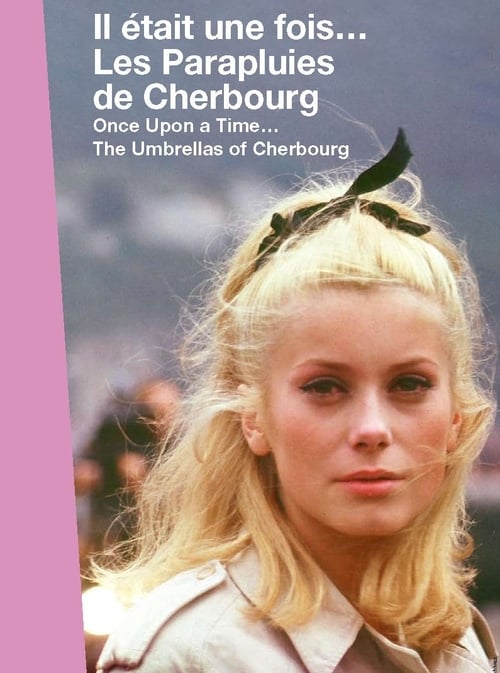 Il était une fois...
Les Parapluies
de Cherbourg
Once Upon a Time...
The Umbrellas of Cherbourg